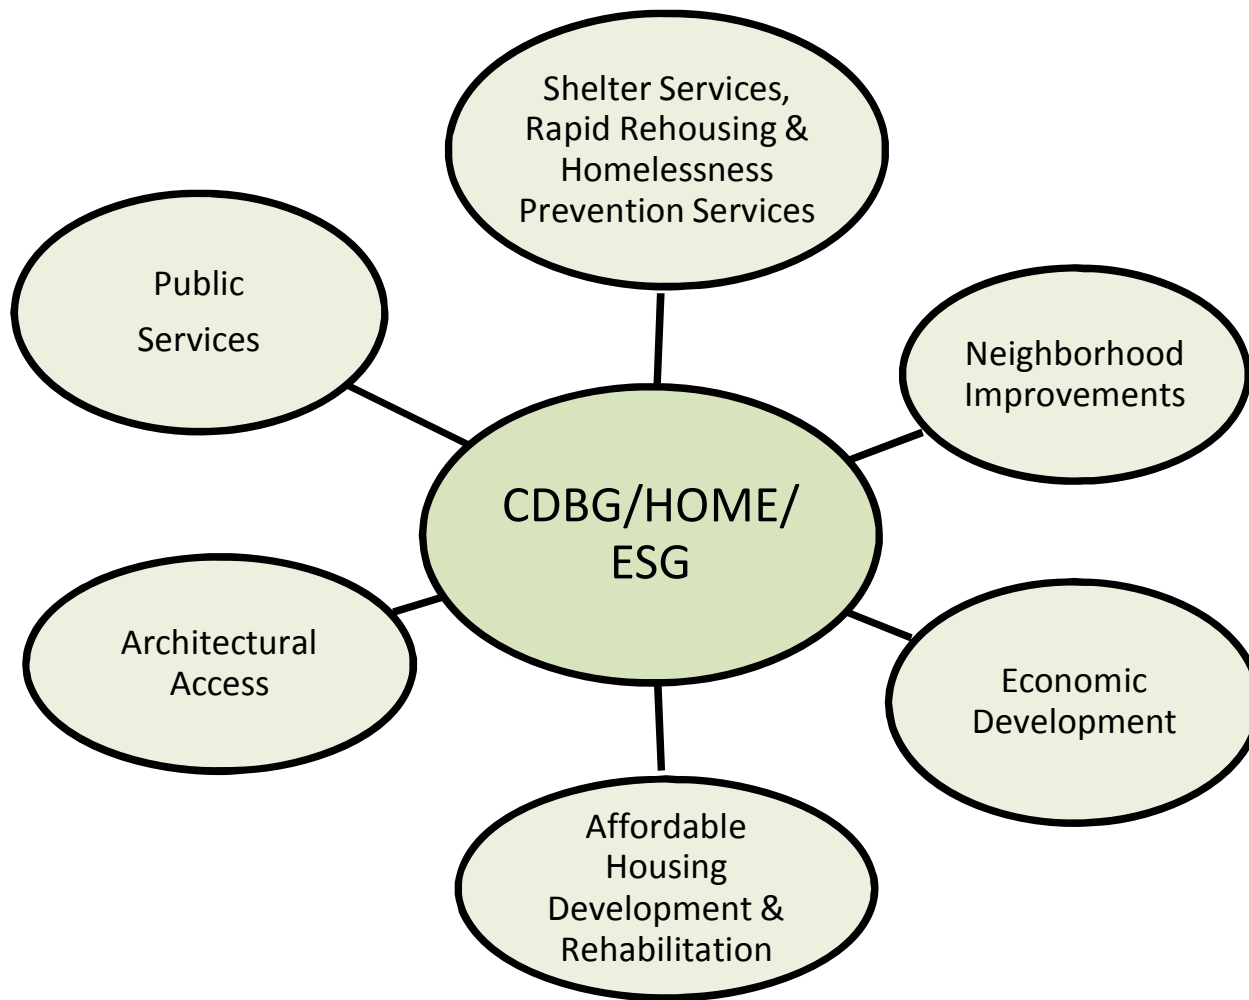 Shelter Services,
Rapid Rehousing &
Homelessness
Prevention Services
Public
Services
Neighborhood
Improvements
CDBG/HOME/
ESG
Architectural
Access
Economic
Development
Affordable
Housing
Development &
Rehabilitation